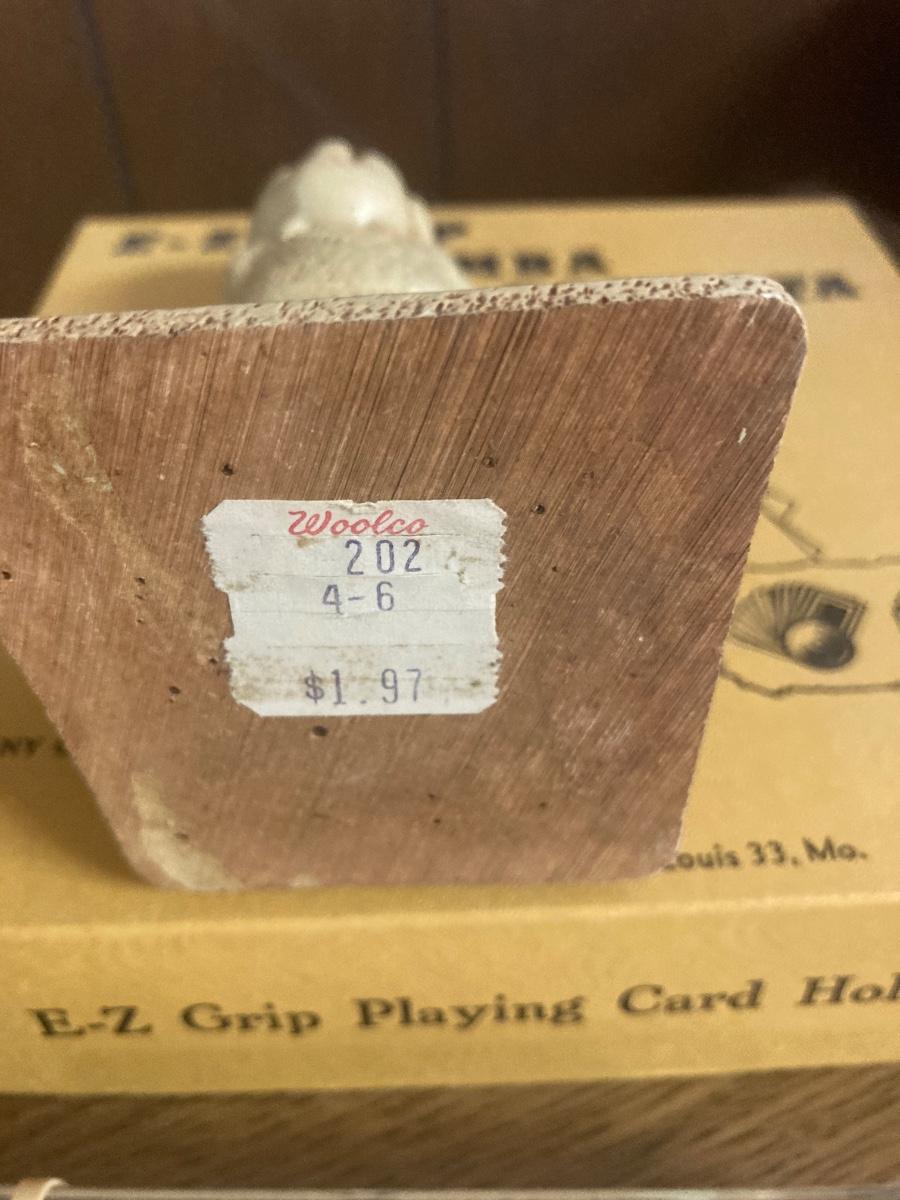 Woolco
202
4-6
$1.97
Louis 33, Mo.
E-Z Grip Playing Card Hol